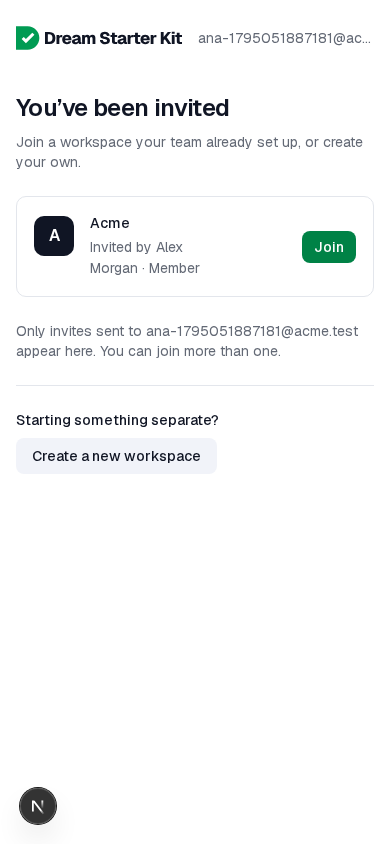 Dream Starter Kit
ana-1795051887181@ac...
You’ve been invited
Join a workspace your team already set up, or create
your own.
A
Acme
Invited by Alex
Morgan · Member
Join
Only invites sent to ana-1795051887181@acme.test
appear here. You can join more than one.
Starting something separate?
Create a new workspace
N